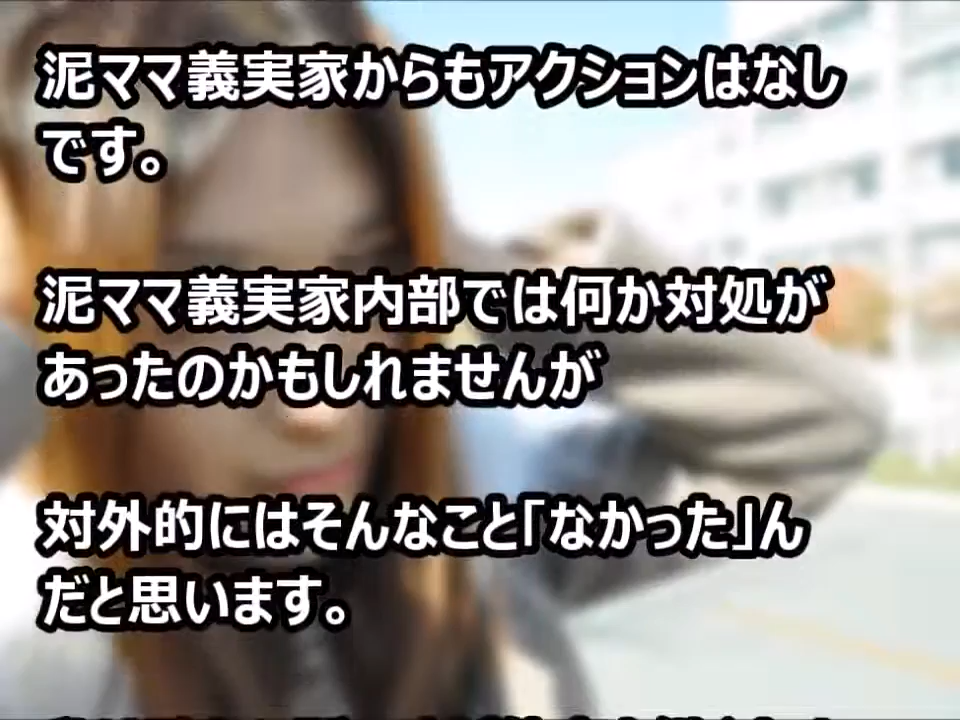 泥ママ義実家からもアクションはなし
です。
泥ママ義実家内部では何か対処が
あったのかもしれませんが
対外的にはそんなこと「なかった」ん
だと思います。